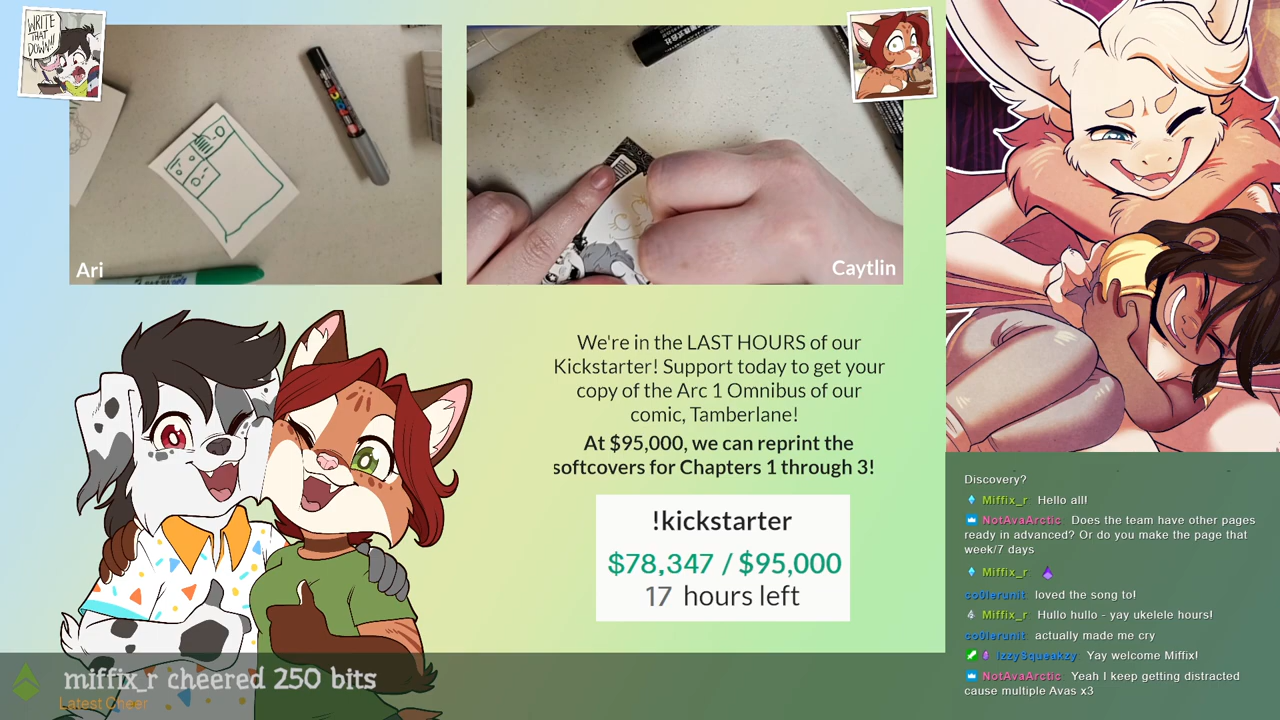 WRITE
THAT
DOWN!!
Ari
Caytlin
We're in the LAST HOURS of our
Kickstarter! Support today to get your
copy of the Arc 1 Omnibus of our
comic, Tamberlane!
At $95,000, we can reprint the
softcovers for Chapters 1 through 3!
!kickstarter
$78,347 / $95,000
17 hours left
miffix_r cheered 250 bits
Latest Cheer
Discovery?
Miffix_r Hello all!
NotAvaArctic Does the team have other pages
ready in advanced? Or do you make the page that
week/7 days
Miffix_r
co0lerunit loved the song to!
Miffix_r Hullo hullo - yay ukelele hours!
co0lerunit actually made me cry
IzzySqueakzy Yay welcome Miffix!
NotAvaArctic Yeah I keep getting distracted
cause multiple Avas x3